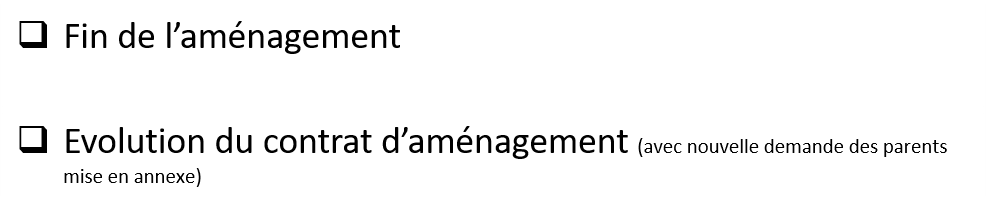 ❑ Fin de l’aménagement
❑ Evolution du contrat d’aménagement (avec nouvelle demande des parents
mise en annexe)